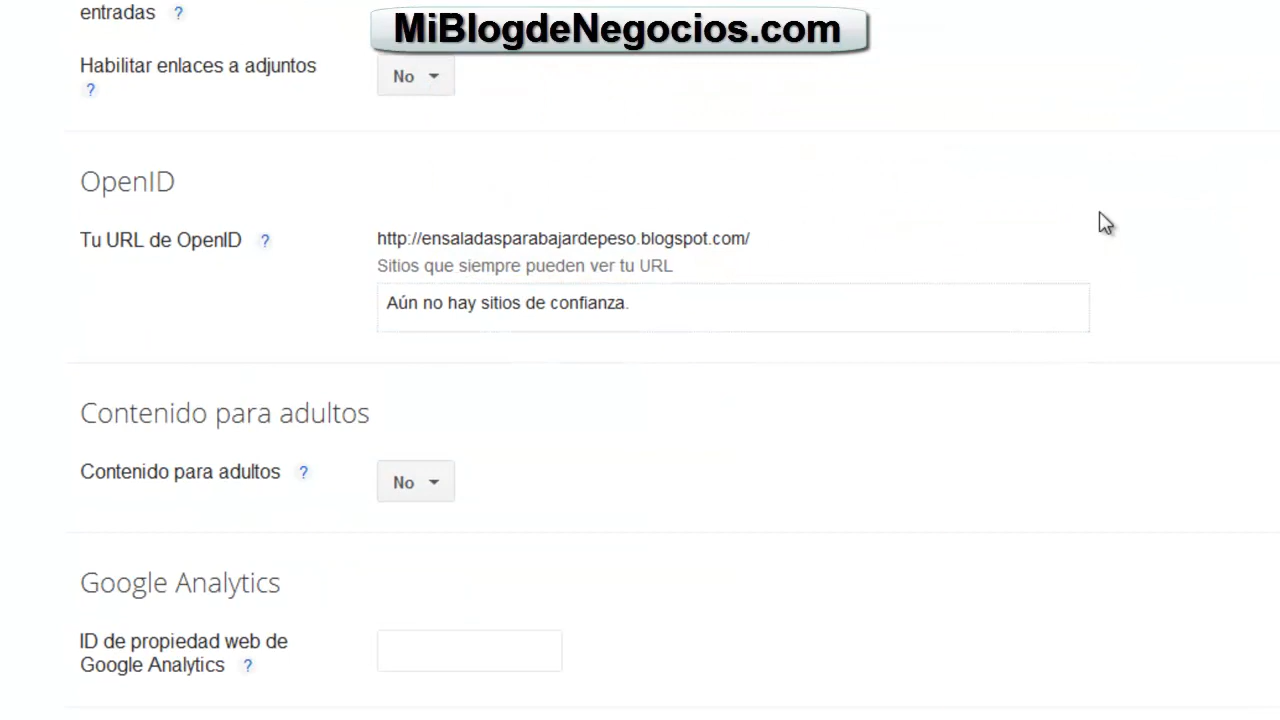 MiBlogdeNegocios.com
entradas ?
Habilitar enlaces a adjuntos
?
No
OpenID
Tu URL de OpenID ?
http://ensaladasparabajardepeso.blogspot.com/
Sitios que siempre pueden ver tu URL
Aún no hay sitios de confianza.
Contenido para adultos
Contenido para adultos ?
No
Google Analytics
ID de propiedad web de
Google Analytics ?